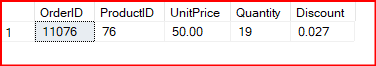 OrderID ProductID UnitPrice Quantity Discount
1 11076 76 50.00 19 0.027